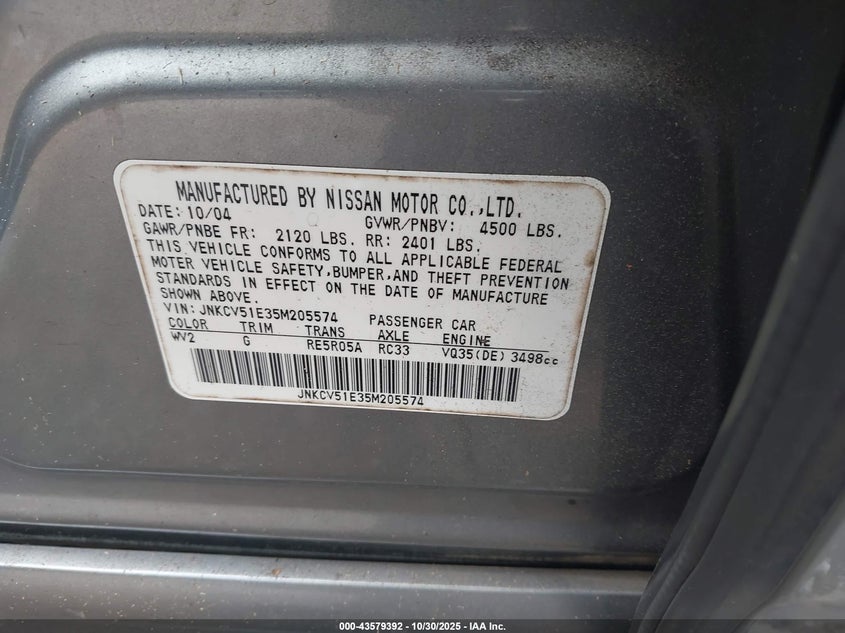 MANUFACTURED BY NISSAN MOTOR CO.,LTD.
DATE: 10/04 GVWR/PNBV: 4500 LBS.
GAWR/PNBE FR: 2120 LBS. RR: 2401 LBS.
THIS VEHICLE CONFORMS TO ALL APPLICABLE FEDERAL
MOTER VEHICLE SAFETY,BUMPER,AND THEFT PREVENTION
STANDARDS IN EFFECT ON THE DATE OF MANUFACTURE
SHOWN ABOVE.
VIN: JNKCV51E35M205574 PASSENGER CAR
COLOR TRIM TRANS AXLE ENGINE
WV2 G RE5R05A RC33 VQ35(DE) 3498cc
JNKCV51E35M205574
000-43579392 - 10/30/2025 - IAA Inc.